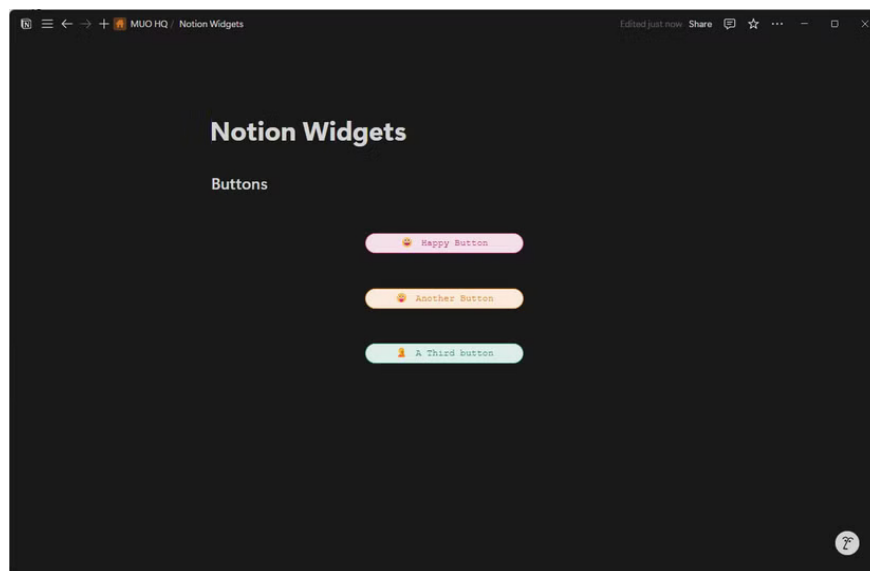 MUO HQ / Notion Widgets
Edited just now Share
Notion Widgets
Buttons
Happy Button
Another Button
A Third button